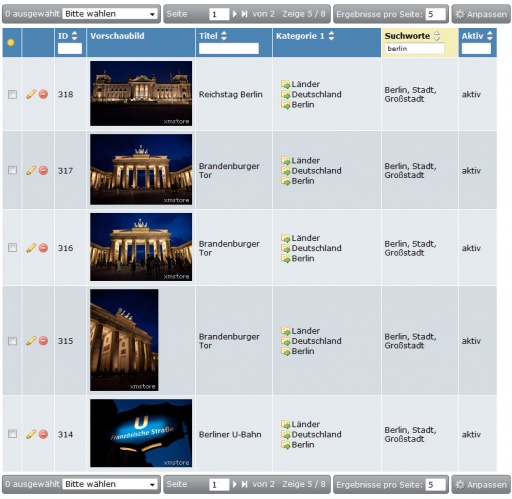 0 ausgewählt Bitte wählen Seite 1 von 2 Zeige 5 / 8 Ergebnisse pro Seite: 5 Anpassen
ID Vorschaubild Titel Kategorie 1 Suchworte Aktiv
berlin
318 xmstore Reichstag Berlin Länder Deutschland Berlin Berlin, Stadt, Großstadt aktiv
317 xmstore Brandenburger Tor Länder Deutschland Berlin Berlin, Stadt, Großstadt aktiv
316 xmstore Brandenburger Tor Länder Deutschland Berlin Berlin, Stadt, Großstadt aktiv
315 xmstore Brandenburger Tor Länder Deutschland Berlin Berlin, Stadt, Großstadt aktiv
314 U Französische Straße xmstore Berliner U-Bahn Länder Deutschland Berlin Berlin, Stadt, Großstadt aktiv
0 ausgewählt Bitte wählen Seite 1 von 2 Zeige 5 / 8 Ergebnisse pro Seite: 5 Anpassen